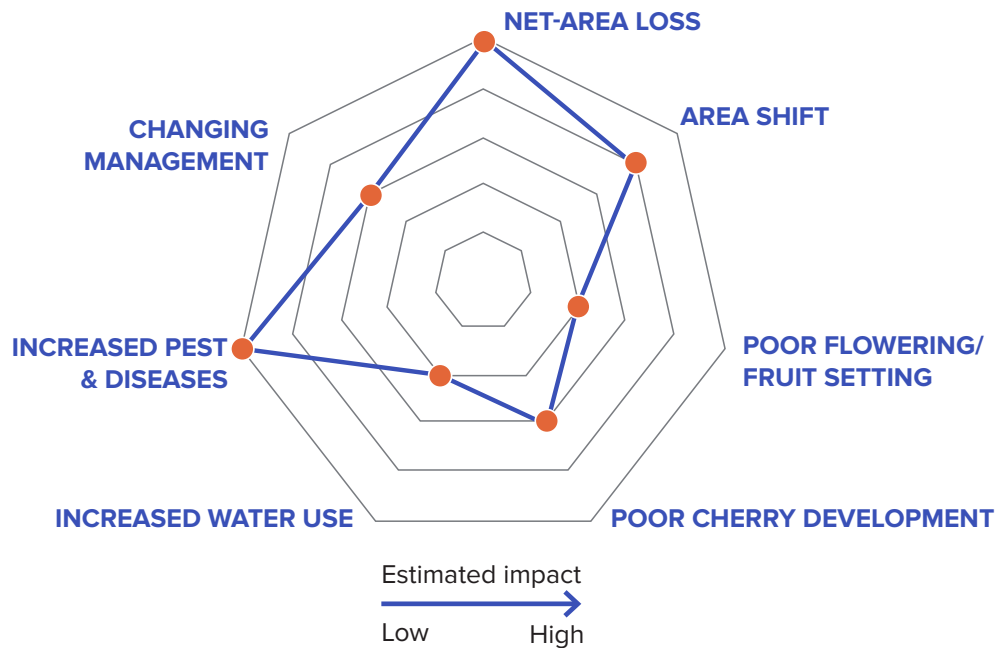 NET-AREA LOSS
AREA SHIFT
CHANGING
MANAGEMENT
POOR FLOWERING/
FRUIT SETTING
INCREASED PEST
& DISEASES
INCREASED WATER USE
POOR CHERRY DEVELOPMENT
Estimated impact
Low
High